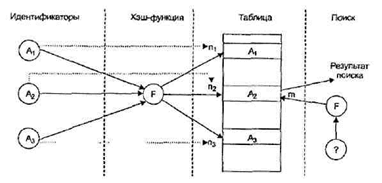 Идентификаторы Хэш-функция Таблица Поиск
A1 n1 A1
Результат поиска
A2 F n2 A2 m F
A3 n3 A3 ?